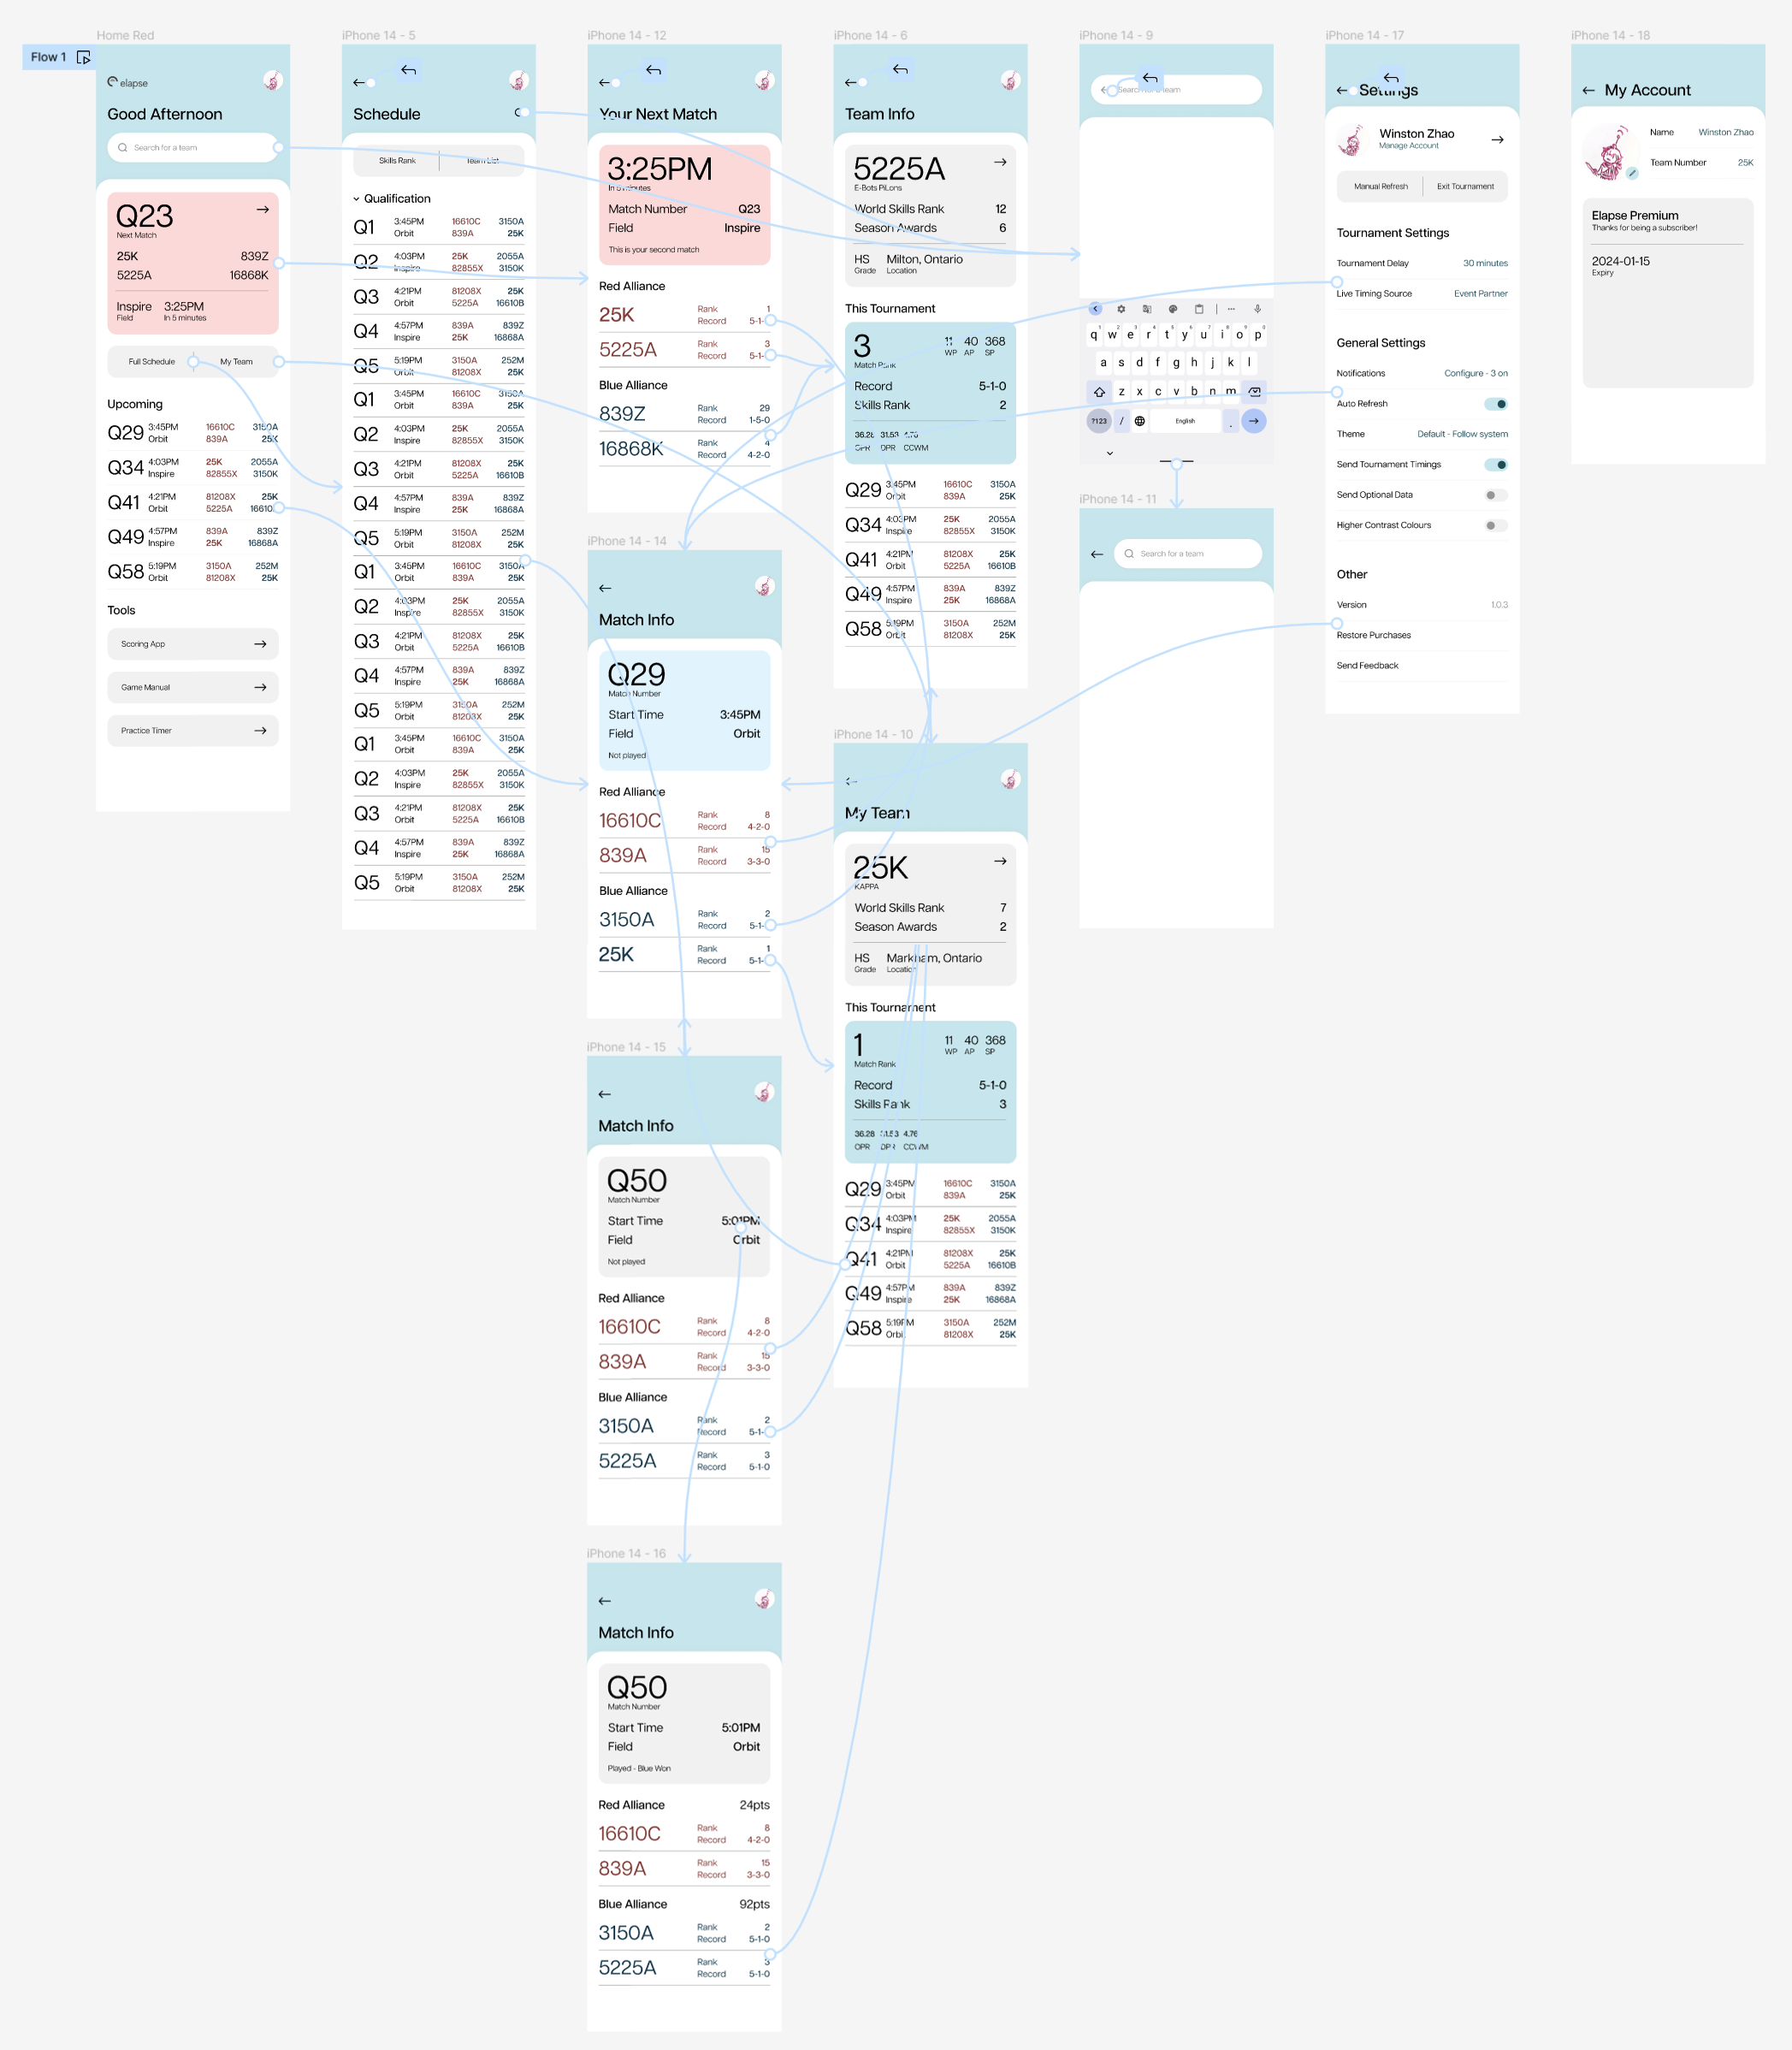 Flow 1
Home Red
elapse
Good Afternoon
Search for a team
Q23
Next Match
25K 839Z
5225A 16868K
Inspire 3:25PM
Field In 5 minutes
Full Schedule My Team
Upcoming
Q29 3:45PM 16610C 3150A
Orbit 839A 25K
Q34 4:03PM 25K 2055A
Inspire 82855X 3150K
Q41 4:21PM 81208X 25K
Orbit 5225A 16610
Q49 4:57PM 839A 839Z
Inspire 25K 16868A
Q58 5:19PM 3150A 252M
Orbit 81208X 25K
Tools
Scoring App
Game Manual
Practice Timer
iPhone 14 - 5
Schedule
Skills Rank Team List
Qualification
Q1 3:45PM 16610C 3150A
Orbit 839A 25K
Q2 4:03PM 25K 2055A
Inspire 82855X 3150K
Q3 4:21PM 81208X 25K
Orbit 5225A 16610B
Q4 4:57PM 839A 839Z
Inspire 25K 16868A
Q5 5:19PM 3150A 252M
Orbit 81208X 25K
Q1 3:45PM 16610C 3150A
Orbit 839A 25K
Q2 4:03PM 25K 2055A
Inspire 82855X 3150K
Q3 4:21PM 81208X 25K
Orbit 5225A 16610B
Q4 4:57PM 839A 839Z
Inspire 25K 16868A
Q5 5:19PM 3150A 252M
Orbit 81208X 25K
Q1 3:45PM 16610C 3150A
Orbit 839A 25K
Q2 4:03PM 25K 2055A
Inspire 82855X 3150K
Q3 4:21PM 81208X 25K
Orbit 5225A 16610B
Q4 4:57PM 839A 839Z
Inspire 25K 16868A
Q5 5:19PM 3150A 252M
Orbit 81208X 25K
Q1 3:45PM 16610C 3150A
Orbit 839A 25K
Q2 4:03PM 25K 2055A
Inspire 82855X 3150K
Q3 4:21PM 81208X 25K
Orbit 5225A 16610B
Q4 4:57PM 839A 839Z
Inspire 25K 16868A
Q5 5:19PM 3150A 252M
Orbit 81208X 25K
iPhone 14 - 12
Your Next Match
3:25PM
In 5 minutes
Match Number Q23
Field Inspire
This is your second match
Red Alliance
25K Rank 1
Record 5-1-
5225A Rank 3
Record 5-1-
Blue Alliance
839Z Rank 29
Record 1-5-0
16868K Rank 4
Record 4-2-0
iPhone 14 - 14
Match Info
Q29
Match Number
Start Time 3:45PM
Field Orbit
Not played
Red Alliance
16610C Rank 8
Record 4-2-0
839A Rank 15
Record 3-3-0
Blue Alliance
3150A Rank 2
Record 5-1-
25K Rank 1
Record 5-1-
iPhone 14 - 15
Match Info
Q50
Match Number
Start Time 5:01PM
Field Orbit
Not played
Red Alliance
16610C Rank 8
Record 4-2-0
839A Rank 15
Record 3-3-0
Blue Alliance
3150A Rank 2
Record 5-1-
5225A Rank 3
Record 5-1-0
iPhone 14 - 16
Match Info
Q50
Match Number
Start Time 5:01PM
Field Orbit
Played - Blue Won
Red Alliance 24pts
16610C Rank 8
Record 4-2-0
839A Rank 15
Record 3-3-0
Blue Alliance 92pts
3150A Rank 2
Record 5-1-0
5225A Rank 3
Record 5-1-0
iPhone 14 - 6
Team Info
5225A
E-Bots PiLons
World Skills Rank 12
Season Awards 6
HS Milton, Ontario
Grade Location
This Tournament
3 11 40 368
Match Rank WP AP SP
Record 5-1-0
Skills Rank 2
36.28 31.53 4.76
OPR DPR CCWM
Q29 3:45PM 16610C 3150A
Orbit 839A 25K
Q34 4:03PM 25K 2055A
Inspire 82855X 3150K
Q41 4:21PM 81208X 25K
Orbit 5225A 16610B
Q49 4:57PM 839A 839Z
Inspire 25K 16868A
Q58 5:19PM 3150A 252M
Orbit 81208X 25K
iPhone 14 - 10
My Team
25K
KAPPA
World Skills Rank 7
Season Awards 2
HS Markham, Ontario
Grade Location
This Tournament
1 11 40 368
Match Rank WP AP SP
Record 5-1-0
Skills Rank 3
36.28 31.53 4.76
OPR DPR CCWM
Q29 3:45PM 16610C 3150A
Orbit 839A 25K
Q34 4:03PM 25K 2055A
Inspire 82855X 3150K
Q41 4:21PM 81208X 25K
Orbit 5225A 16610B
Q49 4:57PM 839A 839Z
Inspire 25K 16868A
Q58 5:19PM 3150A 252M
Orbit 81208X 25K
iPhone 14 - 9
Search for a team
q1 w2 e3 r4 t5 y6 u7 i8 o9 p0
a s d f g h j k l
z x c v b n m
?123 / English .
iPhone 14 - 11
Search for a team
iPhone 14 - 17
Settings
Winston Zhao
Manage Account
Manual Refresh Exit Tournament
Tournament Settings
Tournament Delay 30 minutes
Live Timing Source Event Partner
General Settings
Notifications Configure - 3 on
Auto Refresh
Theme Default - Follow system
Send Tournament Timings
Send Optional Data
Higher Contrast Colours
Other
Version 1.0.3
Restore Purchases
Send Feedback
iPhone 14 - 18
My Account
Name Winston Zhao
Team Number 25K
Elapse Premium
Thanks for being a subscriber!
2024-01-15
Expiry